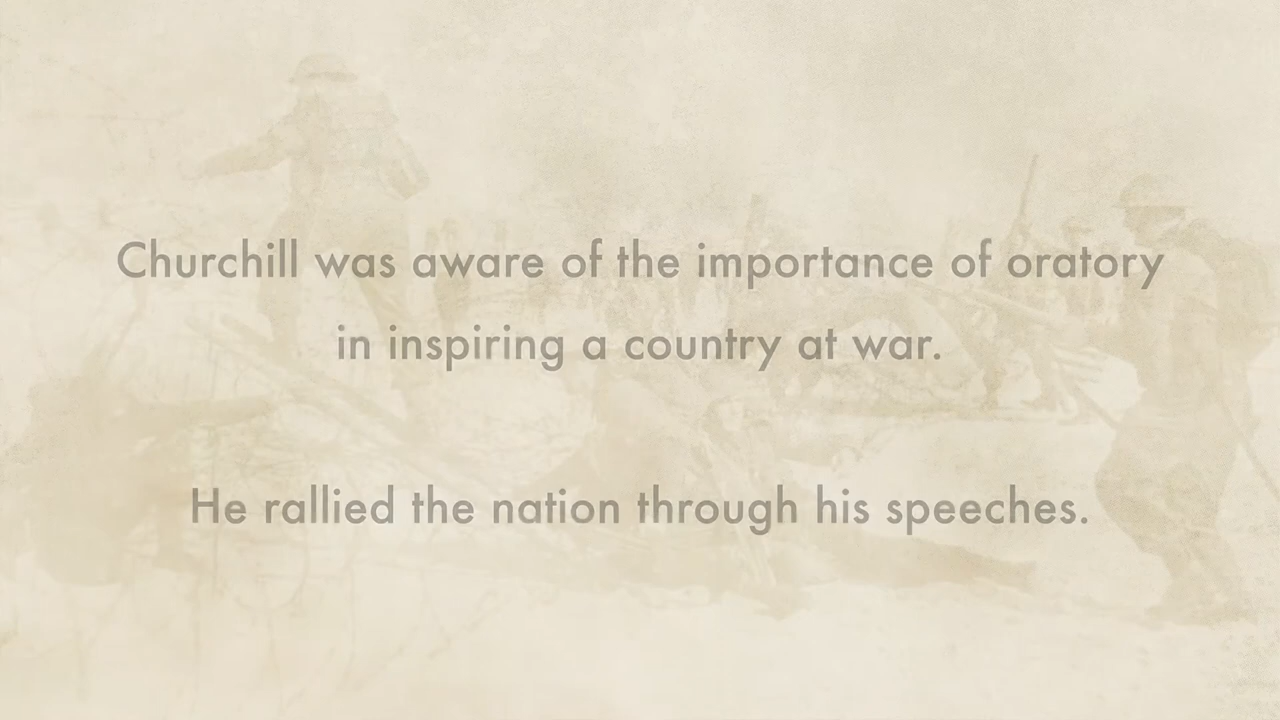 Churchill was aware of the importance of oratory
in inspiring a country at war.
He rallied the nation through his speeches.